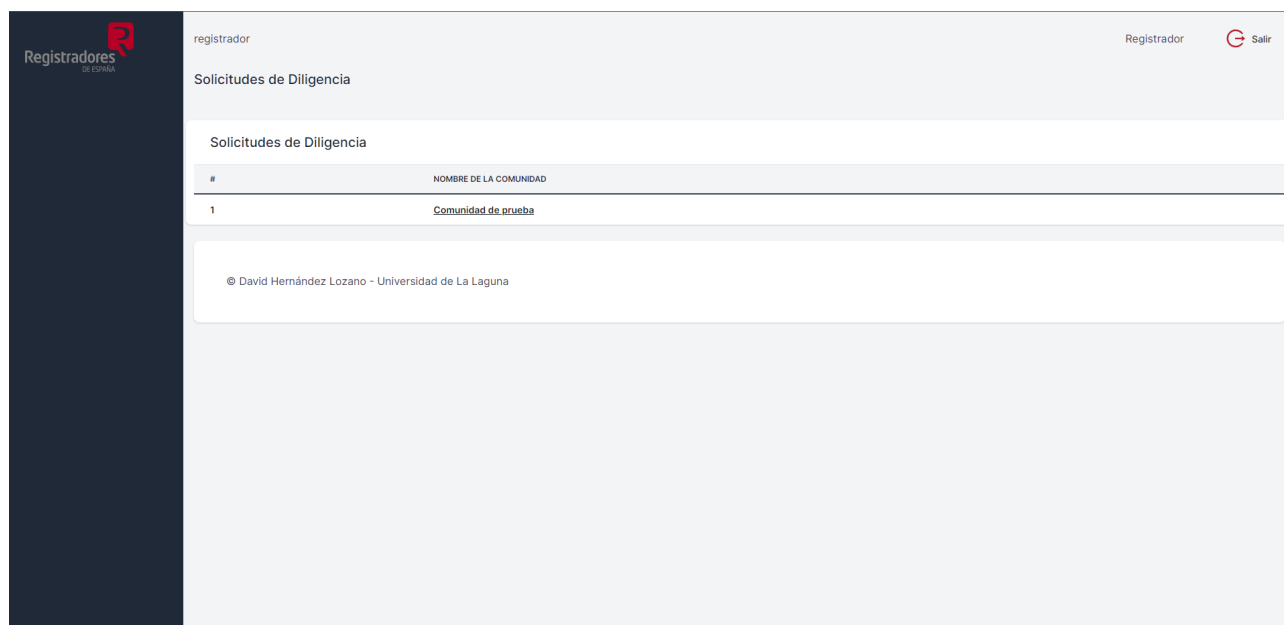 Registradores
DE ESPAÑA
registrador
Registrador
Salir
Solicitudes de Diligencia
Solicitudes de Diligencia
# NOMBRE DE LA COMUNIDAD
1 Comunidad de prueba
© David Hernández Lozano - Universidad de La Laguna